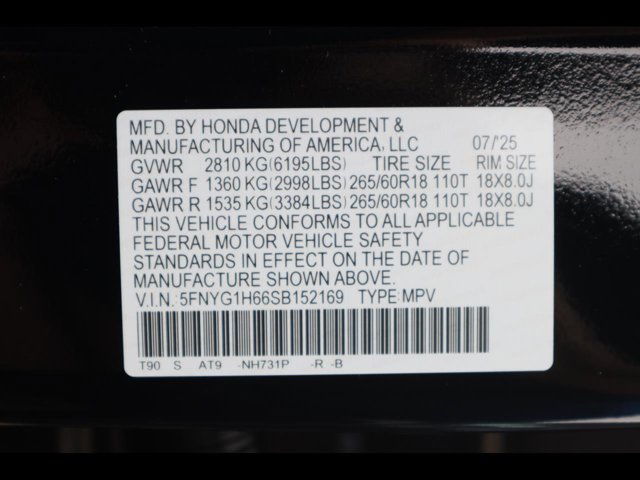 MFD. BY HONDA DEVELOPMENT &
MANUFACTURING OF AMERICA, LLC 07/'25
GVWR 2810 KG(6195LBS) TIRE SIZE RIM SIZE
GAWR F 1360 KG(2998LBS) 265/60R18 110T 18X8.0J
GAWR R 1535 KG(3384LBS) 265/60R18 110T 18X8.0J
THIS VEHICLE CONFORMS TO ALL APPLICABLE
FEDERAL MOTOR VEHICLE SAFETY
STANDARDS IN EFFECT ON THE DATE OF
MANUFACTURE SHOWN ABOVE.
V.I.N.: 5FNYG1H66SB152169 TYPE: MPV
T90 S AT9 -NH731P -R -B